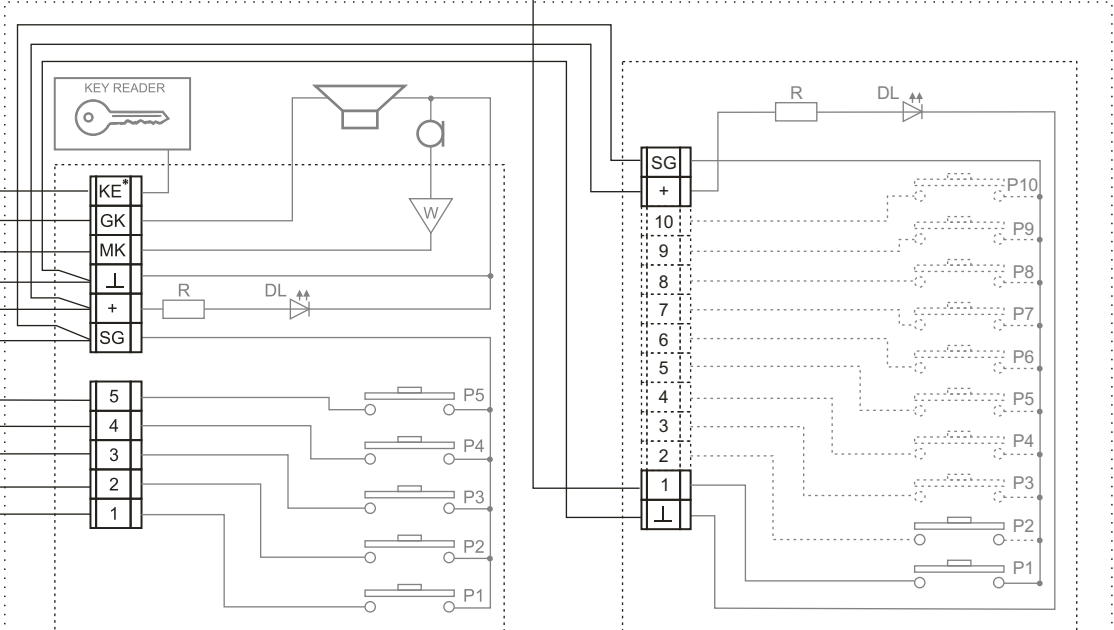 KEY READER
KE*
GK
MK
W
⊥
+
R
DL
SG
5
P5
4
P4
3
P3
2
P2
1
P1
R
DL
SG
+
10
P10
9
P9
8
P8
7
P7
6
P6
5
P5
4
P4
3
P3
2
P2
1
P1
⊥